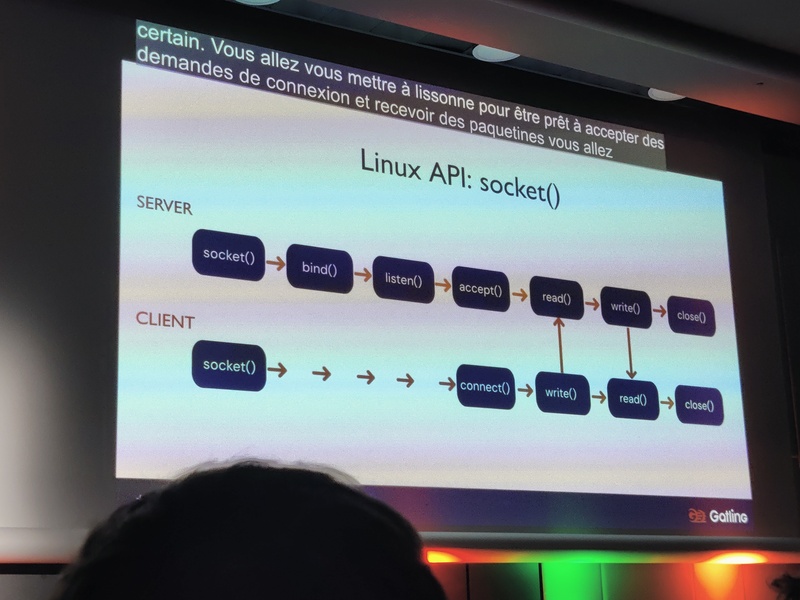 certain. Vous allez vous mettre à lissonne pour être prêt à accepter des
demandes de connexion et recevoir des paquetines vous allez
Linux API: socket()
SERVER
socket() bind() listen() accept() read() write() close()
CLIENT
socket() connect() write() read() close()
Gatling